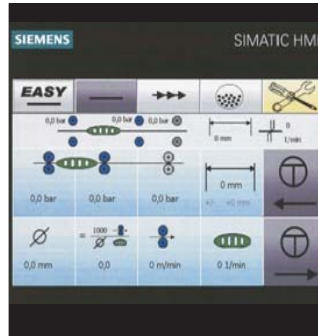 SIEMENS SIMATIC HMI
EASY
0,0 bar 0,0 bar 0,0 bar
0 mm
0
1/min
0 mm
+/- +0 mm
0,0 bar 0,0 bar 0,0 bar
= 1000
0,0 mm 0,0 0 m/min 0 1/min